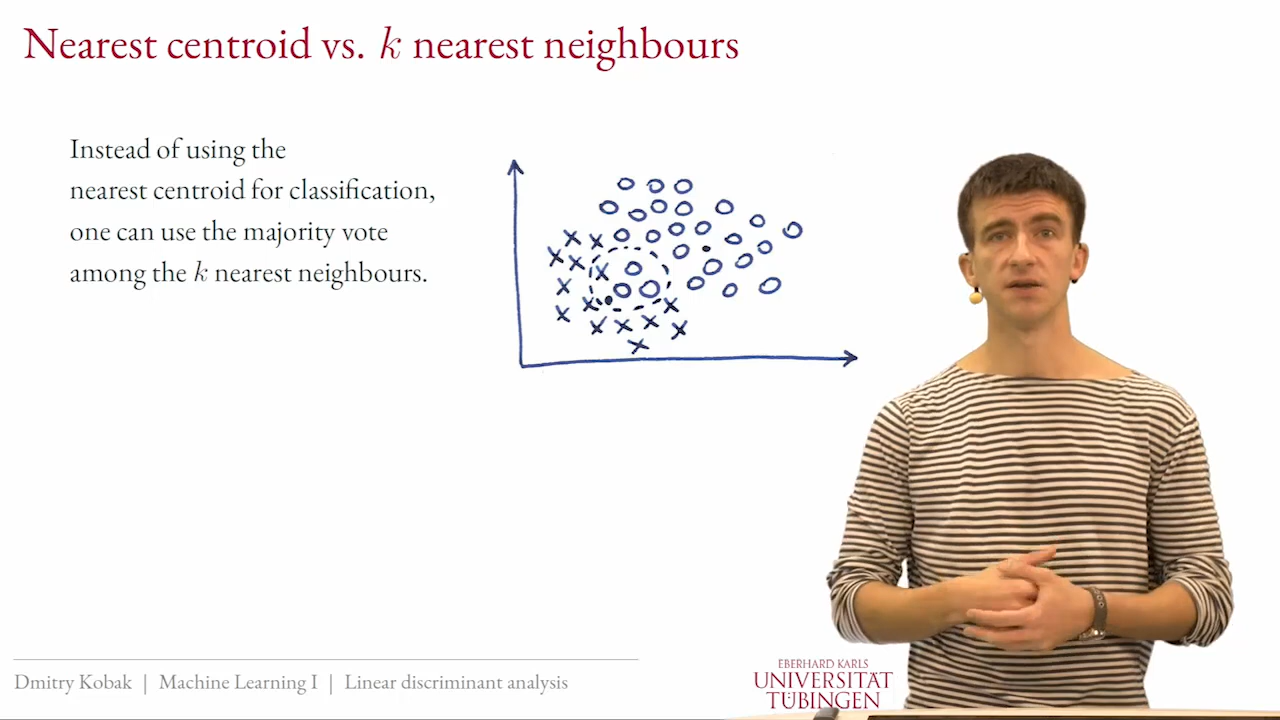 Nearest centroid vs. k nearest neighbours
Instead of using the
nearest centroid for classification,
one can use the majority vote
among the k nearest neighbours.
Dmitry Kobak | Machine Learning I | Linear discriminant analysis
EBERHARD KARLS
UNIVERSITÄT
TÜBINGEN